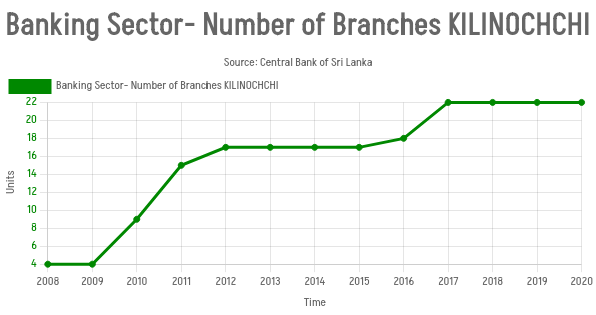 Banking Sector- Number of Branches KILINOCHCHI
Source: Central Bank of Sri Lanka
Banking Sector- Number of Branches KILINOCHCHI
22
20
18
16
14
12
10
8
6
4
Units
2008 2009 2010 2011 2012 2013 2014 2015 2016 2017 2018 2019 2020
Time